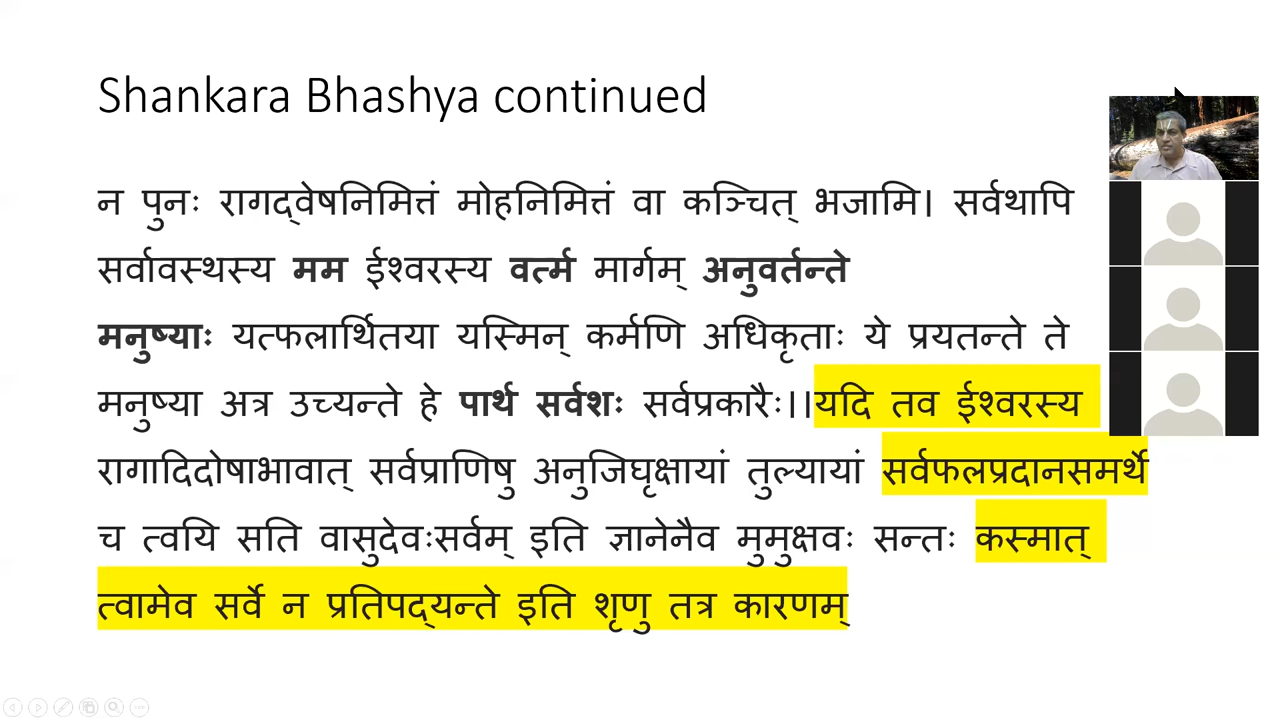 Shankara Bhashya continued
न पुनः रागद्वेषनिमित्तं मोहनिमित्तं वा कञ्चित् भजामि। सर्वथापि
सर्वावस्थस्य मम ईश्वरस्य वर्त्म मार्गम् अनुवर्तन्ते
मनुष्याः यत्फलार्थितया यस्मिन् कर्मणि अधिकृताः ये प्रयतन्ते ते
मनुष्या अत्र उच्यन्ते हे पार्थ सर्वशः सर्वप्रकारैः।।यदि तव ईश्वरस्य
रागादिदोषाभावात् सर्वप्राणिषु अनुजिघृक्षायां तुल्यायां सर्वफलप्रदानसमर्थे
च त्वयि सति वासुदेवःसर्वम् इति ज्ञानेनैव मुमुक्षवः सन्तः कस्मात्
त्वामेव सर्वे न प्रतिपद्यन्ते इति शृणु तत्र कारणम्